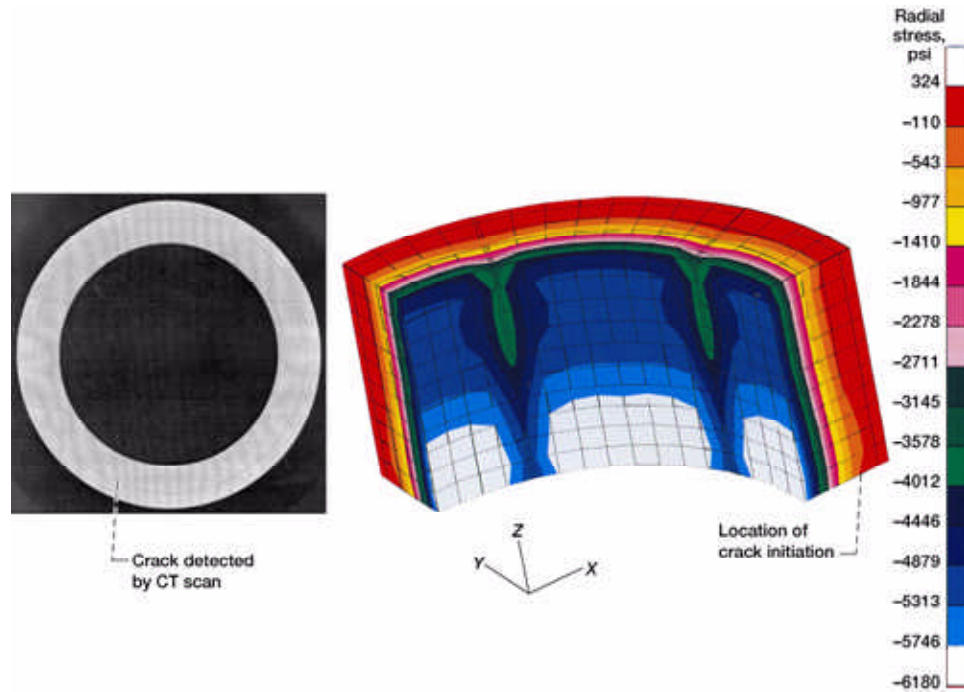 Radial
stress,
psi
324
–110
–543
–977
–1410
–1844
–2278
–2711
–3145
–3578
–4012
–4446
–4879
–5313
–5746
–6180
Crack detected
by CT scan
Z
Y
X
Location of
crack initiation